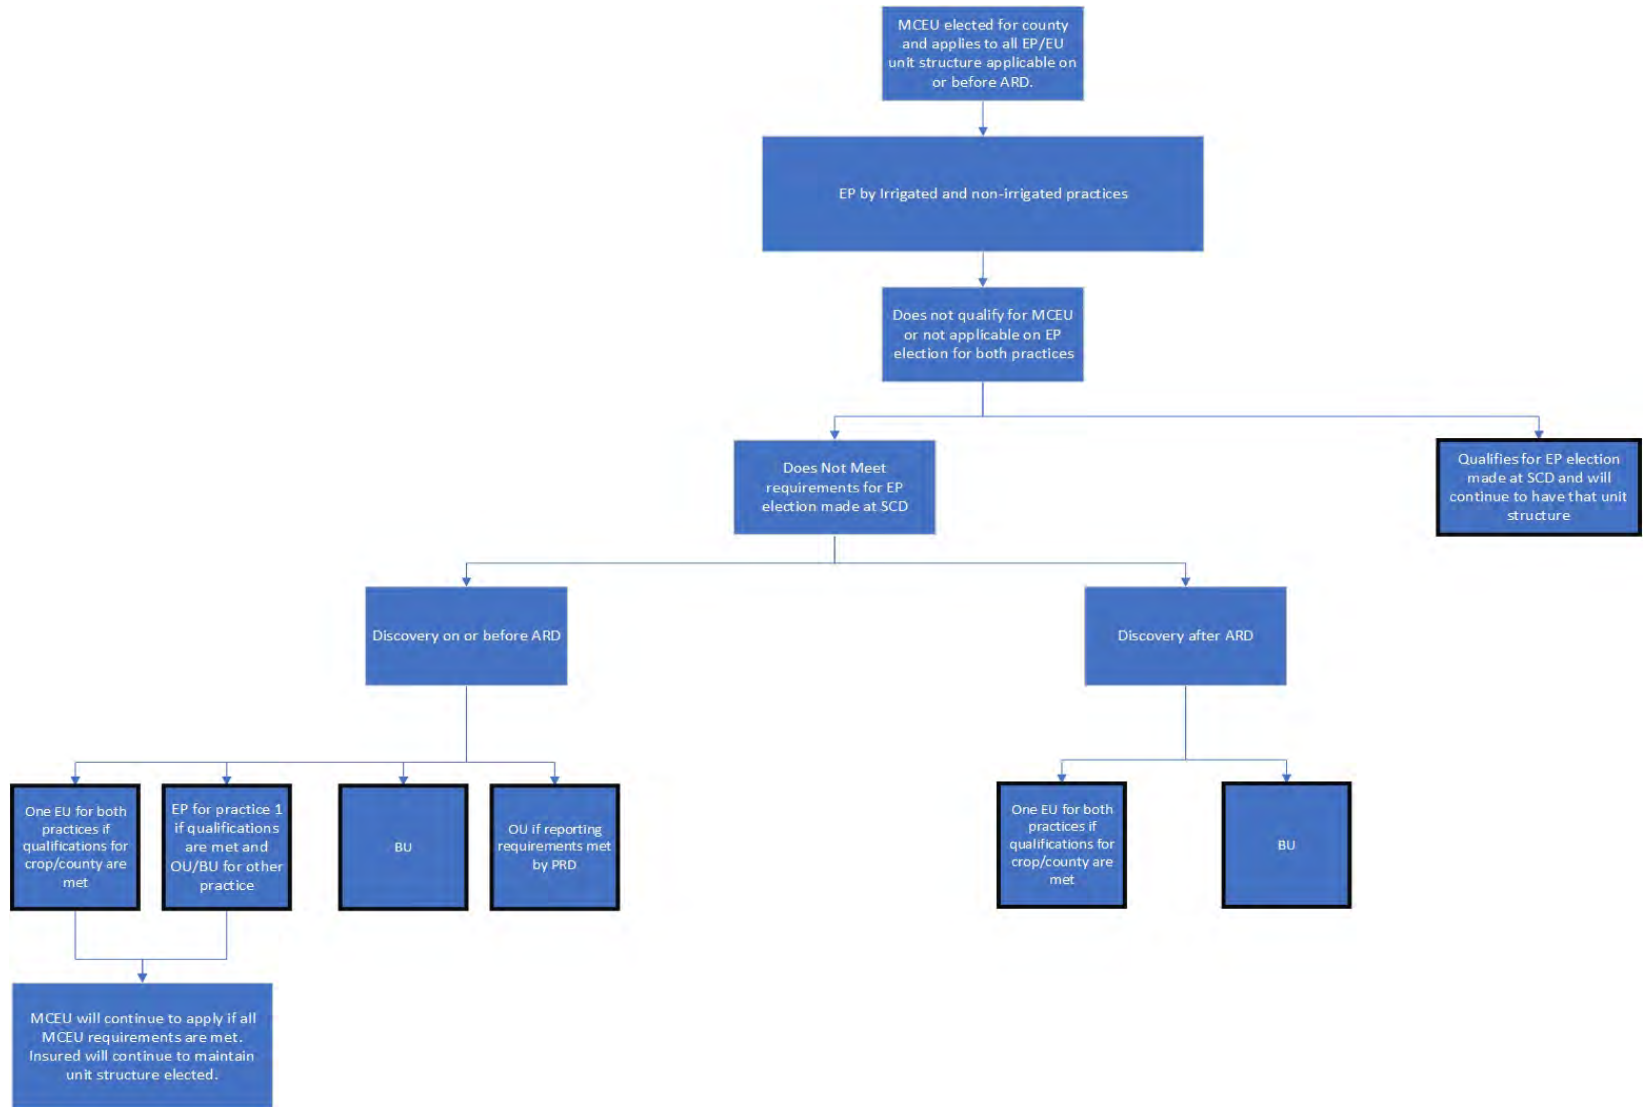 MCEU elected for county
and applies to all EP/EU
unit structure applicable on
or before ARD.
EP by Irrigated and non-irrigated practices
Does not qualify for MCEU
or not applicable on EP
election for both practices
Does Not Meet
requirements for EP
election made at SCD
Qualifies for EP election
made at SCD and will
continue to have that unit
structure
Discovery on or before ARD
Discovery after ARD
One EU for both
practices if
qualifications for
crop/county are
met
EP for practice 1
if qualifications
are met and
OU/BU for other
practice
BU
OU if reporting
requirements met
by PRD
One EU for both
practices if
qualifications for
crop/county are
met
BU
MCEU will continue to apply if all
MCEU requirements are met.
Insured will continue to maintain
unit structure elected.